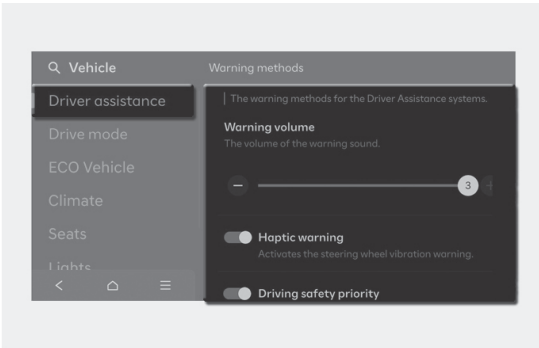 Vehicle
Warning methods
Driver assistance
Drive mode
ECO Vehicle
Climate
Seats
Lights
The warning methods for the Driver Assistance systems.
Warning volume
The volume of the warning sound.
3
Haptic warning
Activates the steering wheel vibration warning.
Driving safety priority